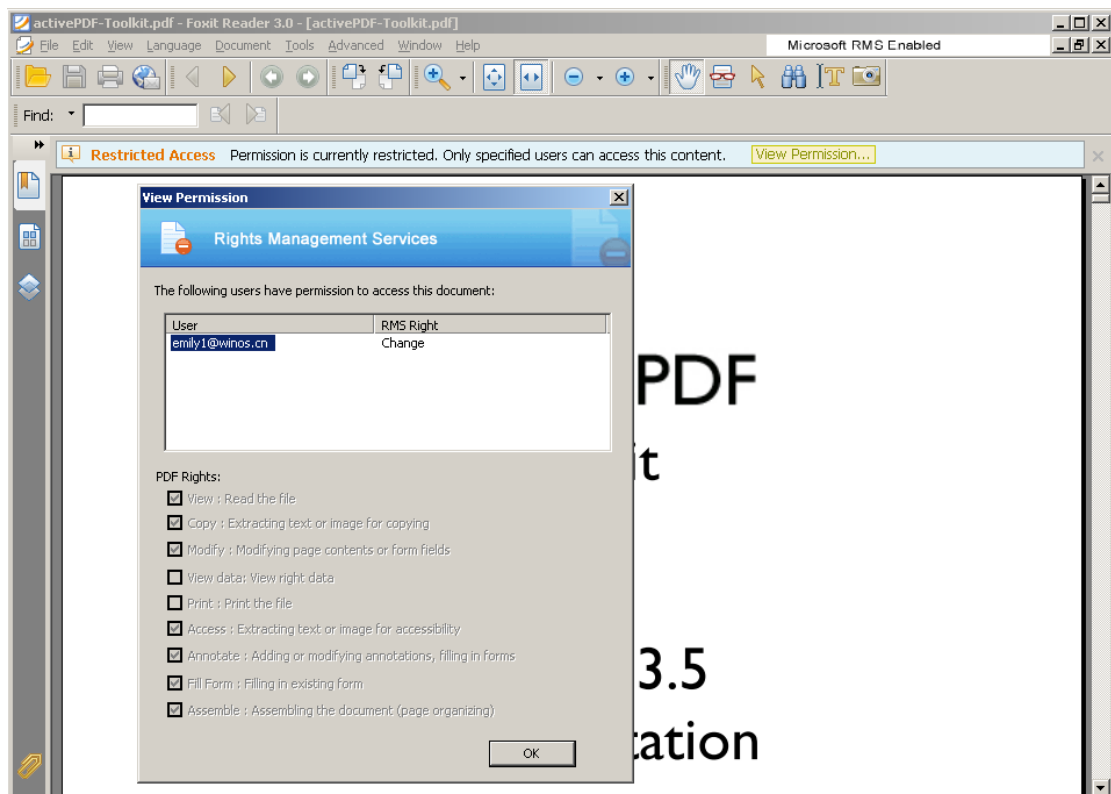 activePDF-Toolkit.pdf - Foxit Reader 3.0 - [activePDF-Toolkit.pdf]
File Edit View Language Document Tools Advanced Window Help Microsoft RMS Enabled
T
Find:
Restricted Access Permission is currently restricted. Only specified users can access this content. View Permission...
View Permission
Rights Management Services
The following users have permission to access this document:
User RMS Right
emily1@winos.cn Change
PDF
it
PDF Rights:
View : Read the file
Copy : Extracting text or image for copying
Modify : Modifying page contents or form fields
View data: View right data
Print : Print the file
Access : Extracting text or image for accessibility
Annotate : Adding or modifying annotations, filling in forms
Fill Form : Filling in existing form
Assemble : Assembling the document (page organizing)
3.5
tation
OK